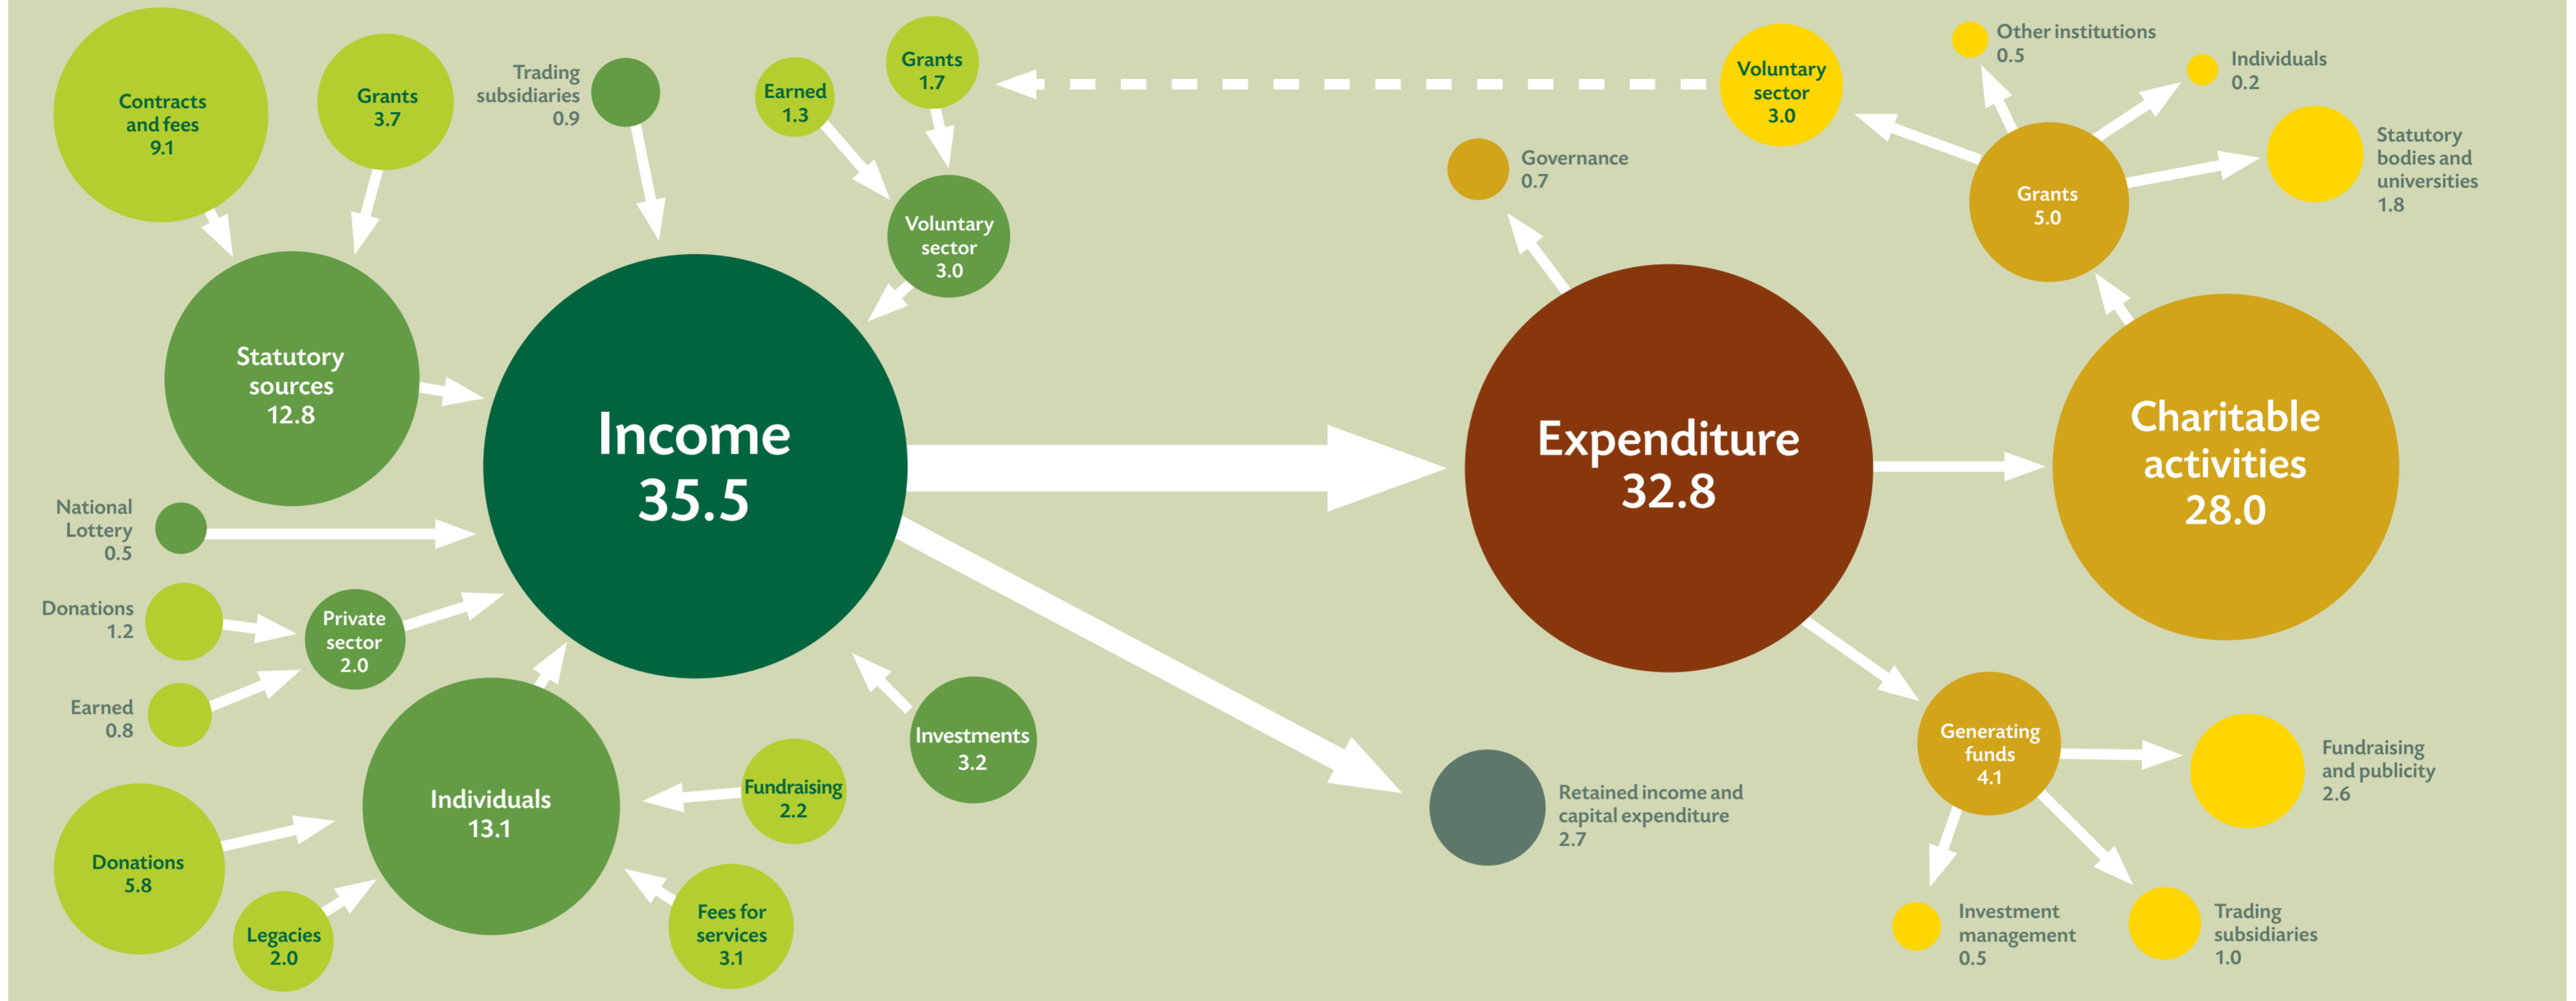 Contracts
and fees
9.1
Grants
3.7
Trading
subsidiaries
0.9
Earned
1.3
Grants
1.7
Voluntary
sector
3.0
Statutory
sources
12.8
Income
35.5
National
Lottery
0.5
Donations
1.2
Private
sector
2.0
Earned
0.8
Individuals
13.1
Donations
5.8
Legacies
2.0
Fundraising
2.2
Fees for
services
3.1
Investments
3.2
Voluntary
sector
3.0
Other institutions
0.5
Individuals
0.2
Statutory
bodies and
universities
1.8
Grants
5.0
Governance
0.7
Expenditure
32.8
Charitable
activities
28.0
Retained income and
capital expenditure
2.7
Generating
funds
4.1
Fundraising
and publicity
2.6
Investment
management
0.5
Trading
subsidiaries
1.0